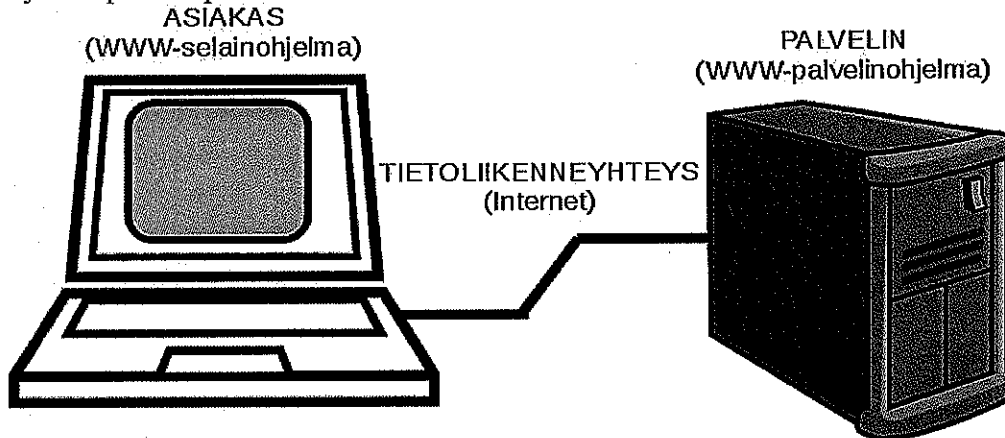 ASIAKAS
(WWW-selainohjelma)
PALVELIN
(WWW-palvelinohjelma)
TIETOLIIKENNEYHTEYS
(Internet)